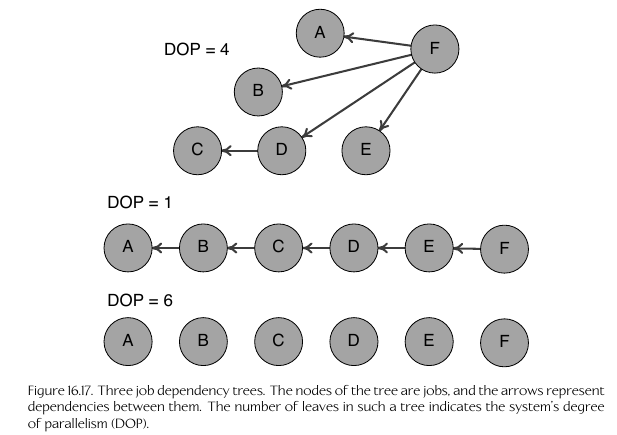 DOP = 4
A
F
B
C
D
E
DOP = 1
A B C D E F
DOP = 6
A B C D E F
Figure 16.17. Three job dependency trees. The nodes of the tree are jobs, and the arrows represent
dependencies between them. The number of leaves in such a tree indicates the system's degree
of parallelism (DOP).